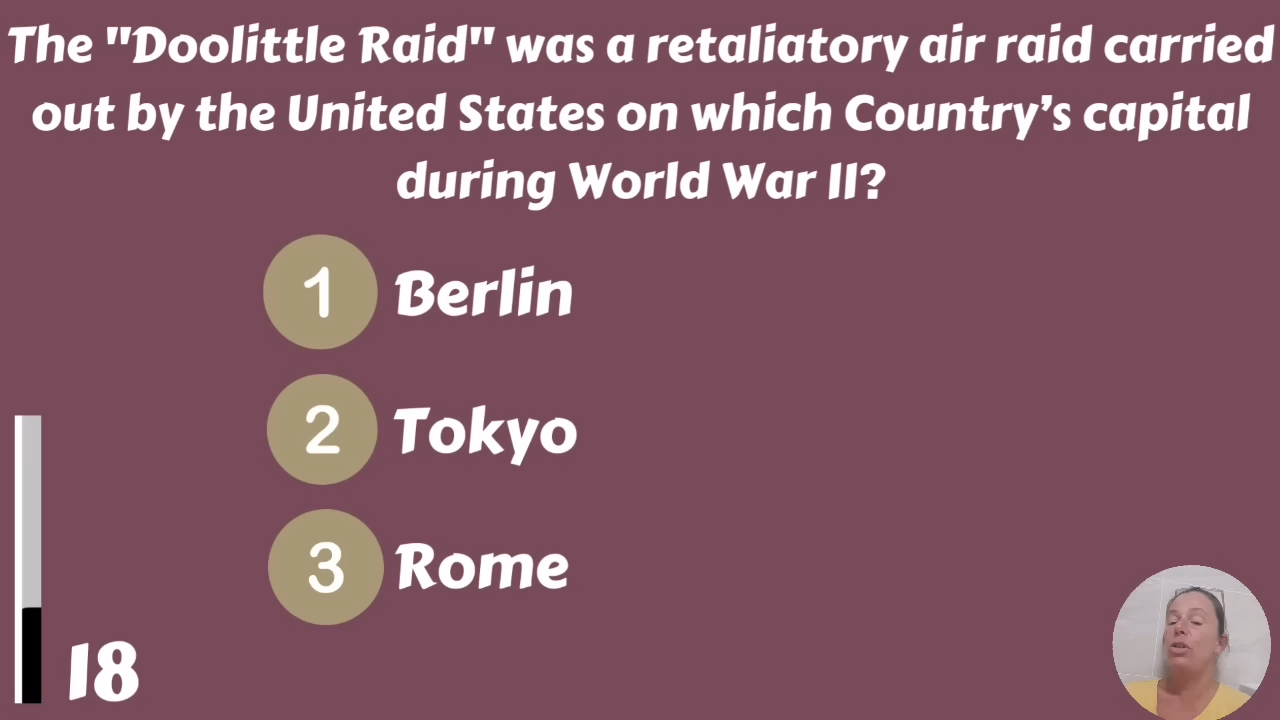 The "Doolittle Raid" was a retaliatory air raid carried
out by the United States on which Country’s capital
during World War II?
1 Berlin
2 Tokyo
3 Rome
18